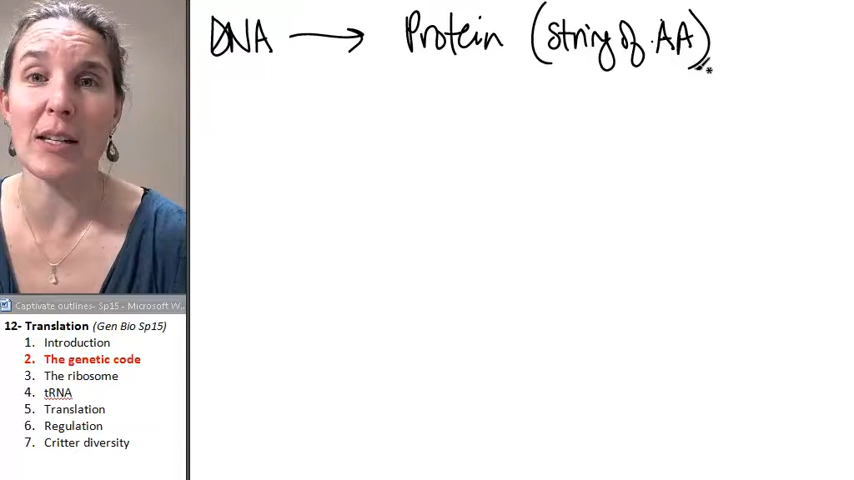 DNA → Protein (string of AA)
Captivate outlines- Sp15 - Microsoft W.
12- Translation (Gen Bio Sp15)
1. Introduction
2. The genetic code
3. The ribosome
4. tRNA
5. Translation
6. Regulation
7. Critter diversity